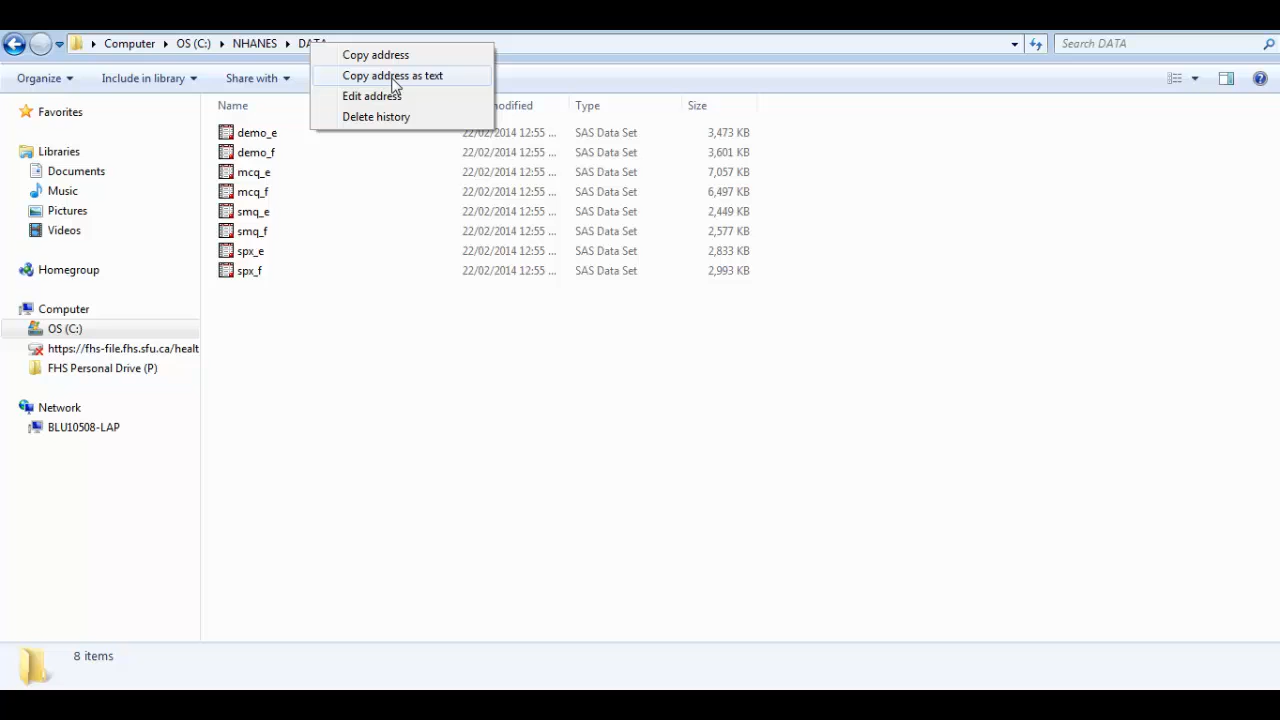 Computer OS (C:) NHANES DATA Search DATA
Copy address
Copy address as text
Edit address
Delete history
Organize Include in library Share with
Name modified Type Size
Favorites
Libraries
Documents
Music
Pictures
Videos
Homegroup
Computer
OS (C:)
https://fhs-file.fhs.sfu.ca/healt
FHS Personal Drive (P)
Network
BLU10508-LAP
demo_e 22/02/2014 12:55 ... SAS Data Set 3,473 KB
demo_f 22/02/2014 12:55 ... SAS Data Set 3,601 KB
mcq_e 22/02/2014 12:55 ... SAS Data Set 7,057 KB
mcq_f 22/02/2014 12:55 ... SAS Data Set 6,497 KB
smq_e 22/02/2014 12:55 ... SAS Data Set 2,449 KB
smq_f 22/02/2014 12:55 ... SAS Data Set 2,577 KB
spx_e 22/02/2014 12:55 ... SAS Data Set 2,833 KB
spx_f 22/02/2014 12:55 ... SAS Data Set 2,993 KB
8 items